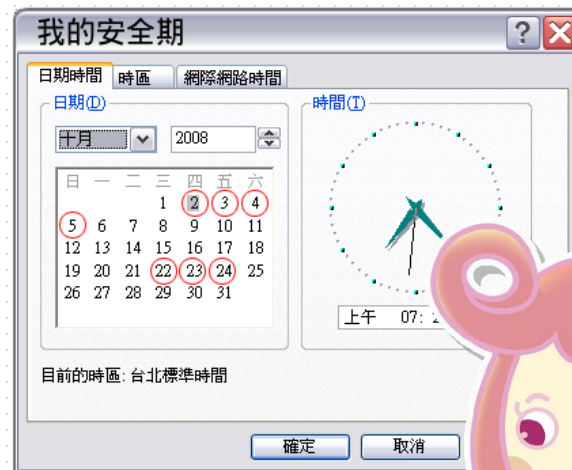 我的安全期
日期時間 時區 網際網路時間
日期(D)
十月 2008
日 一 二 三 四 五 六
1 2 3 4
5 6 7 8 9 10 11
12 13 14 15 16 17 18
19 20 21 22 23 24 25
26 27 28 29 30 31
時間(T)
上午 07:
目前的時區: 台北標準時間
確定 取消